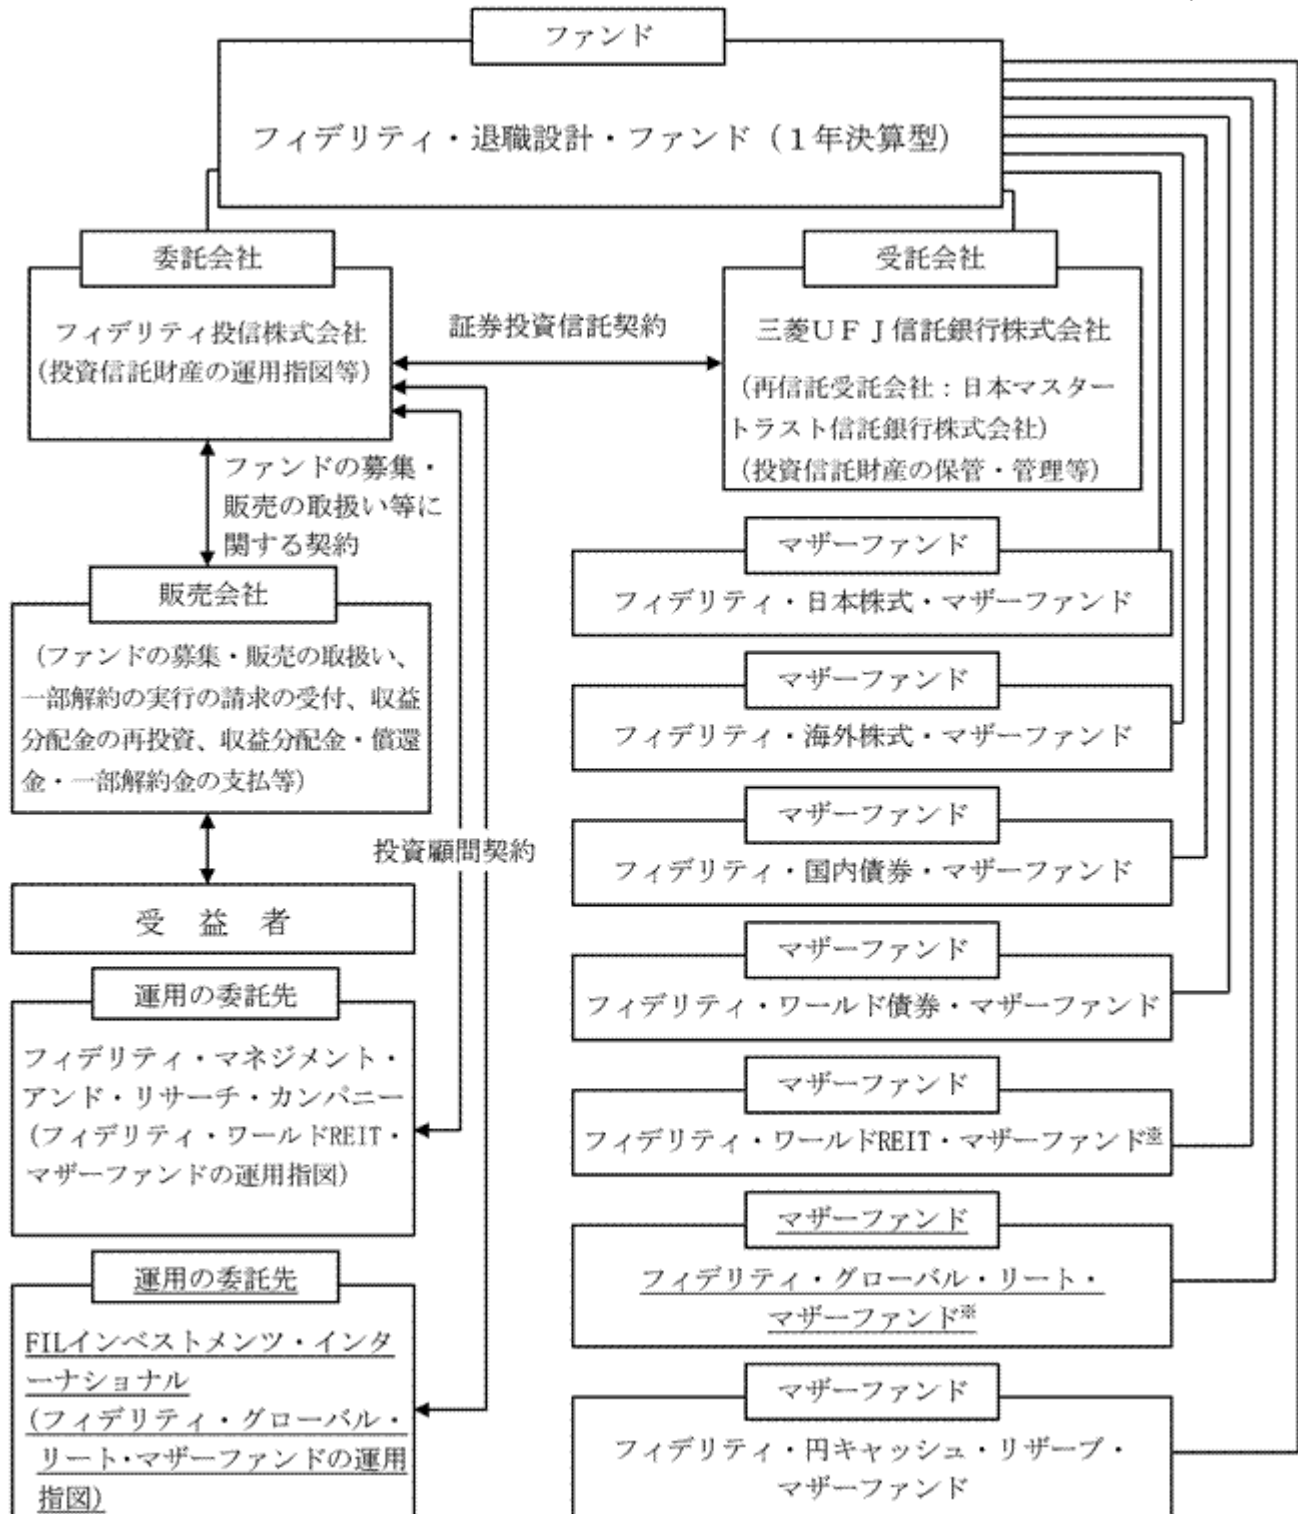 ファンド
フィデリティ・退職設計・ファンド（１年決算型）
委託会社
フィデリティ投信株式会社
（投資信託財産の運用指図等）
証券投資信託契約
受託会社
三菱ＵＦＪ信託銀行株式会社
（再信託受託会社：日本マスター
トラスト信託銀行株式会社）
（投資信託財産の保管・管理等）
ファンドの募集・
販売の取扱い等に
関する契約
販売会社
（ファンドの募集・販売の取扱い、
一部解約の実行の請求の受付、収益
分配金の再投資、収益分配金・償還
金・一部解約金の支払等）
投資顧問契約
受　益　者
運用の委託先
フィデリティ・マネジメント・
アンド・リサーチ・カンパニー
（フィデリティ・ワールドREIT・
マザーファンドの運用指図）
運用の委託先
FILインベストメンツ・インタ
ーナショナル
（フィデリティ・グローバル・
リート・マザーファンドの運用
指図）
マザーファンド
フィデリティ・日本株式・マザーファンド
マザーファンド
フィデリティ・海外株式・マザーファンド
マザーファンド
フィデリティ・国内債券・マザーファンド
マザーファンド
フィデリティ・ワールド債券・マザーファンド
マザーファンド
フィデリティ・ワールドREIT・マザーファンド※
マザーファンド
フィデリティ・グローバル・リート・
マザーファンド※
マザーファンド
フィデリティ・円キャッシュ・リザーブ・
マザーファンド